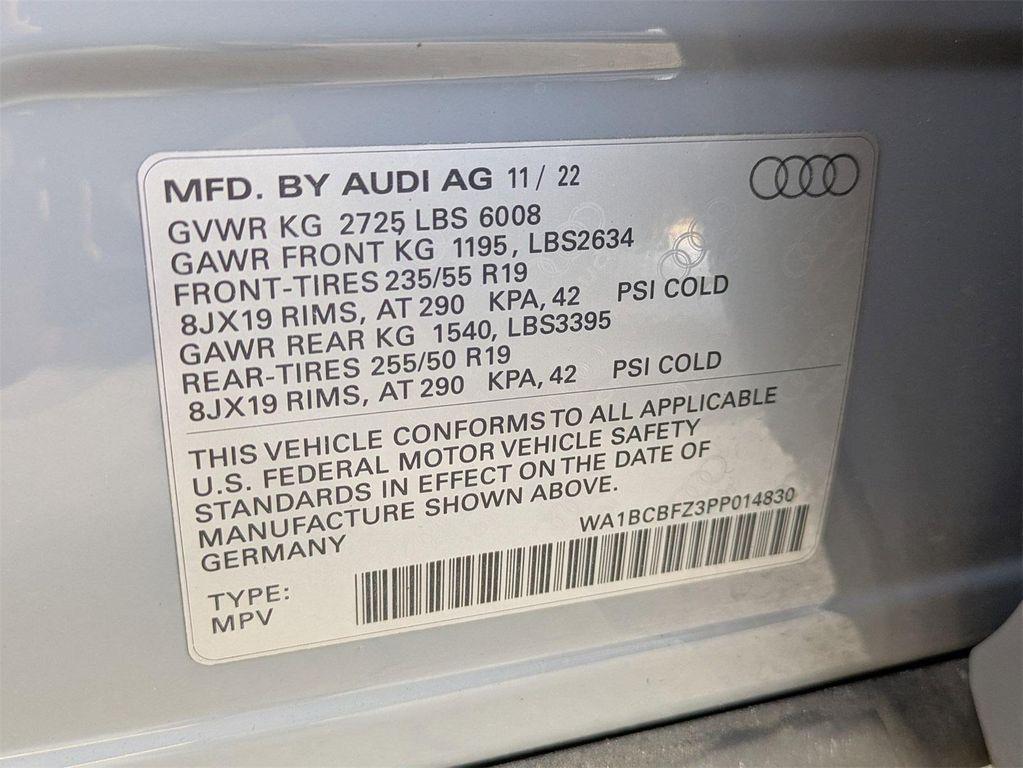 MFD. BY AUDI AG 11/ 22
GVWR KG 2725 LBS 6008
GAWR FRONT KG 1195, LBS2634
FRONT-TIRES 235/55 R19
8JX19 RIMS, AT 290 KPA, 42 PSI COLD
GAWR REAR KG 1540, LBS3395
REAR-TIRES 255/50 R19
8JX19 RIMS, AT 290 KPA, 42 PSI COLD
THIS VEHICLE CONFORMS TO ALL APPLICABLE
U.S. FEDERAL MOTOR VEHICLE SAFETY
STANDARDS IN EFFECT ON THE DATE OF
MANUFACTURE SHOWN ABOVE.
GERMANY
WA1BCBFZ3PP014830
TYPE:
MPV